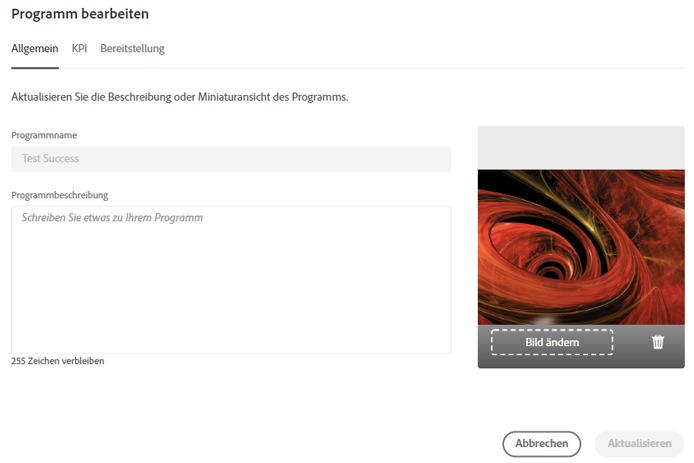 Programm bearbeiten
Allgemein KPI Bereitstellung
Aktualisieren Sie die Beschreibung oder Miniaturansicht des Programms.
Programmname
Test Success
Programmbeschreibung
Schreiben Sie etwas zu Ihrem Programm
255 Zeichen verbleiben
Bild ändern
Abbrechen Aktualisieren